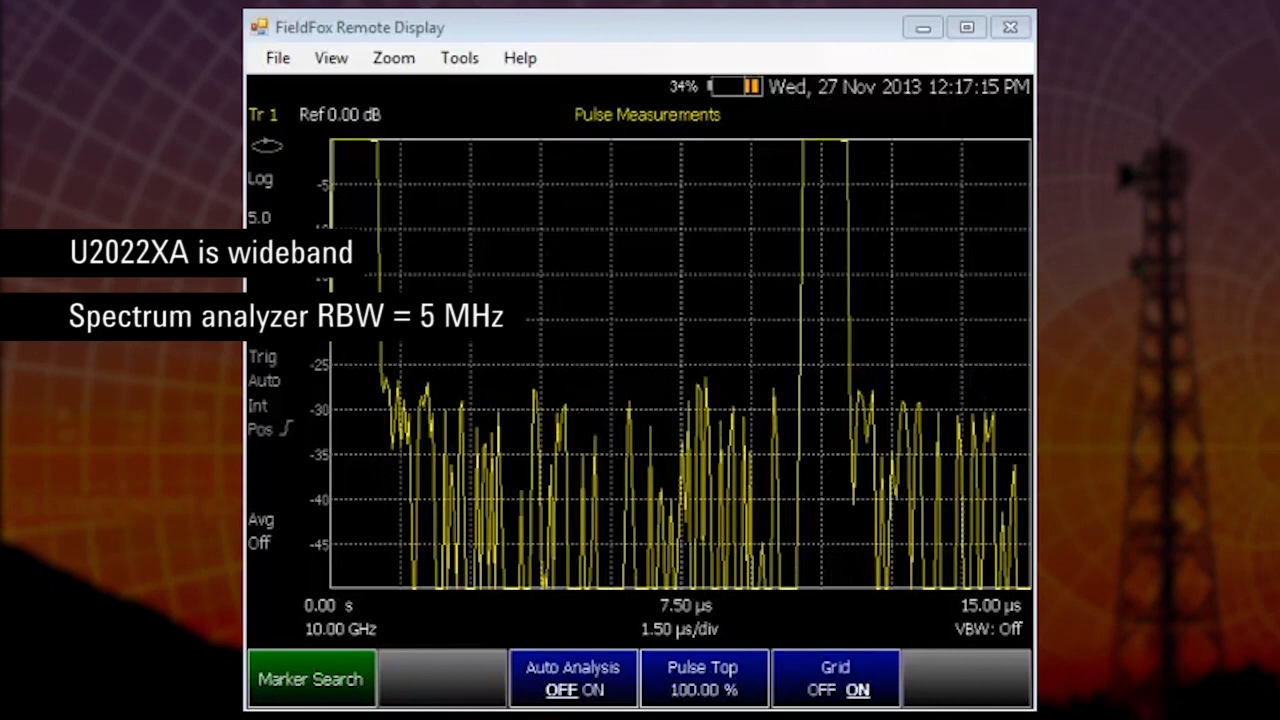 FieldFox Remote Display
File View Zoom Tools Help
34% Wed, 27 Nov 2013 12:17:15 PM
Tr 1 Ref 0.00 dB Pulse Measurements
Log
-5
5.0
U2022XA is wideband
Spectrum analyzer RBW = 5 MHz
Trig
-25
Auto
Int
-30
Pos
-35
-40
Avg
Off
-45
0.00 s 7.50 µs 15.00 µs
10.00 GHz 1.50 µs/div VBW: Off
Marker Search
Auto Analysis
OFF ON
Pulse Top
100.00 %
Grid
OFF ON